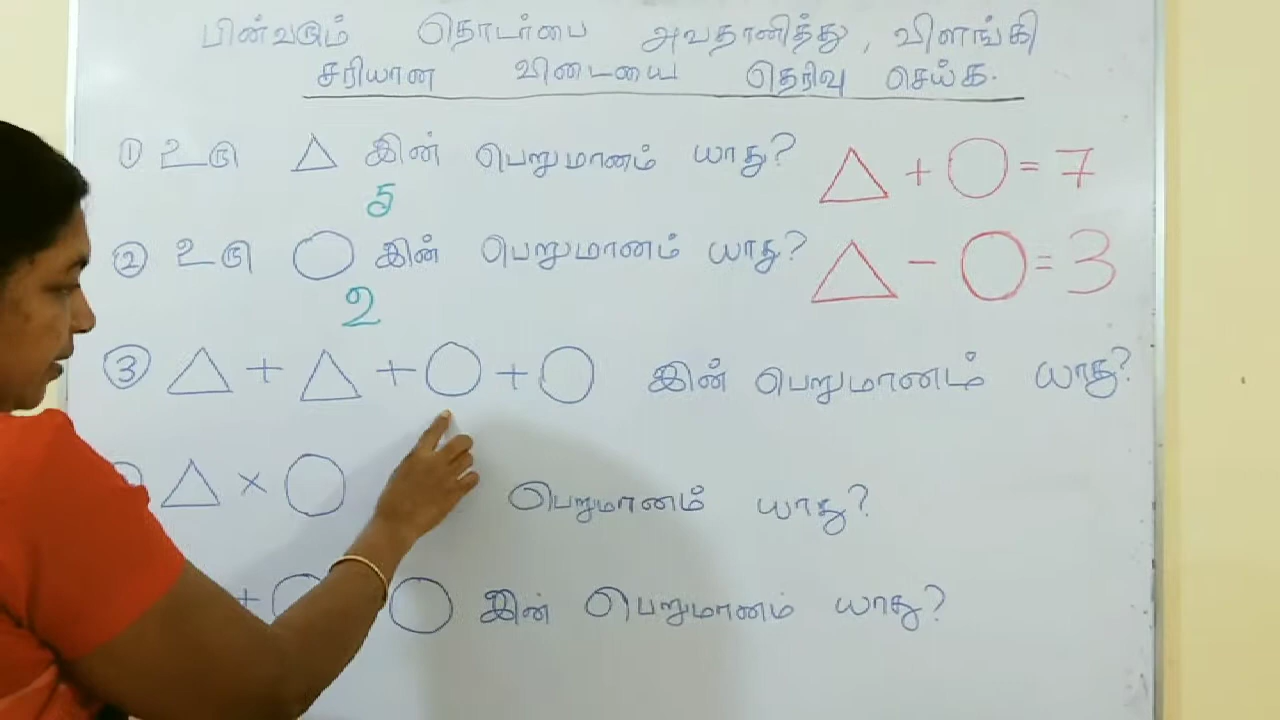 பின்வரும் தொடர்பை அவதானித்து, விளங்கி
சரியான விடையை தெரிவு செய்க.
① உரு △ இன் பெறுமானம் யாது?
△ + ○ = 7
5
② உரு ○ இன் பெறுமானம் யாது?
△ - ○ = 3
2
③ △ + △ + ○ + ○ இன் பெறுமானம் யாது?
△ × ○ பெறுமானம் யாது?
+ ○ ○ இன் பெறுமானம் யாது?